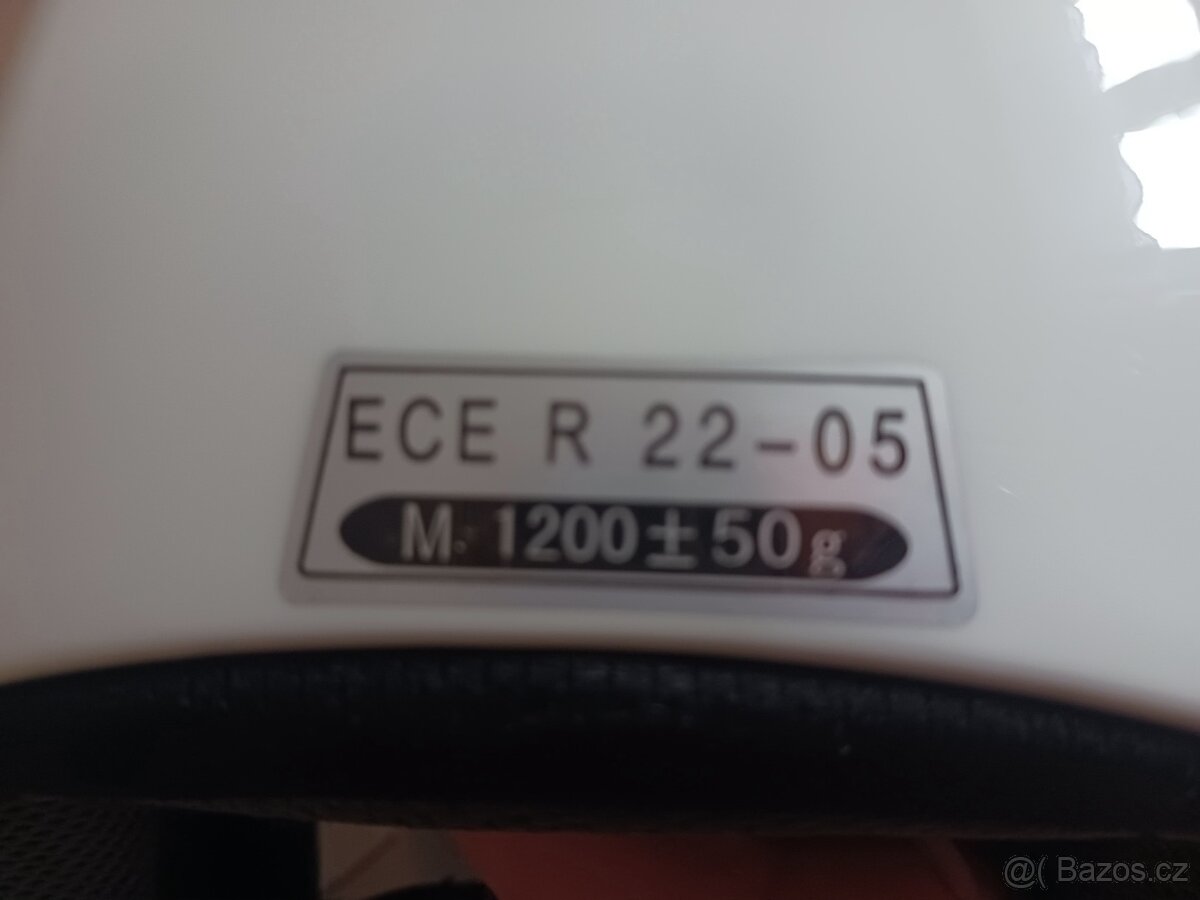 ECE R 22-05
M· 1200±50g
@( Bazos.cz